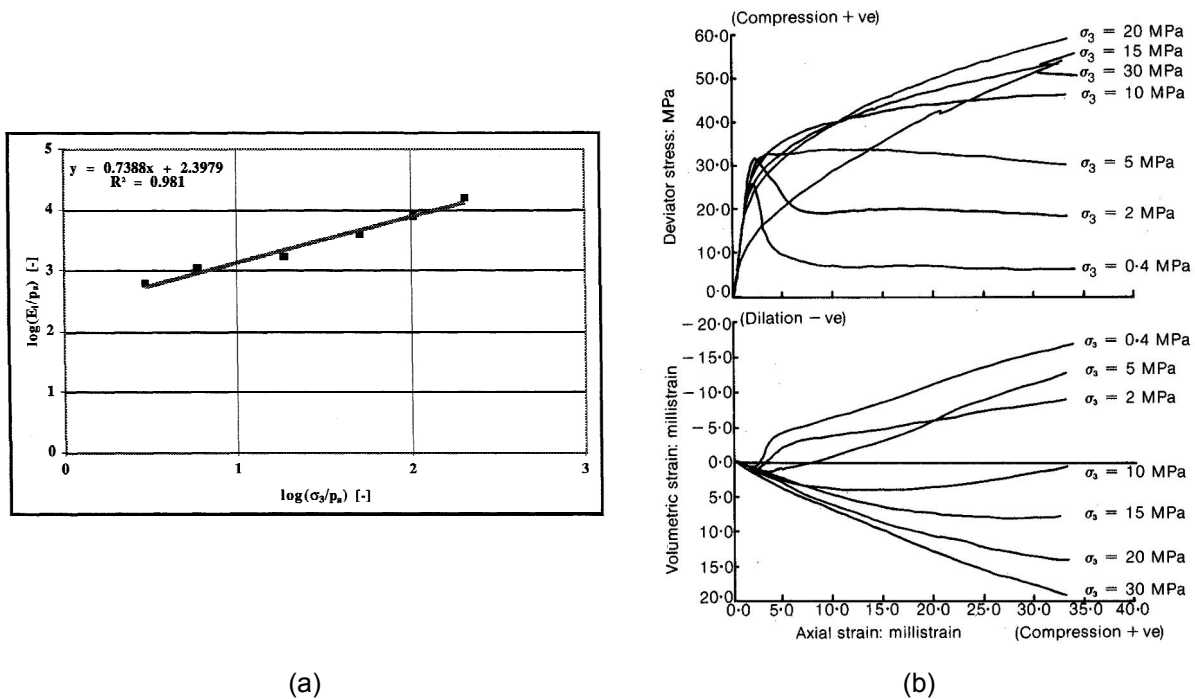 5
4
3
2
1
0
y = 0.7388x + 2.3979
R² = 0.981
log(Eᵢ/pₐ) [-]
0
1
2
3
log(σ₃/pₐ) [-]
(a)
(Compression +ve)
60·0
50·0
40·0
30·0
20·0
10·0
0·0
Deviator stress: MPa
σ₃ = 20 MPa
σ₃ = 15 MPa
σ₃ = 30 MPa
σ₃ = 10 MPa
σ₃ = 5 MPa
σ₃ = 2 MPa
σ₃ = 0·4 MPa
(Dilation −ve)
−20·0
−15·0
−10·0
−5·0
0·0
5·0
10·0
15·0
20·0
Volumetric strain: millistrain
σ₃ = 0·4 MPa
σ₃ = 5 MPa
σ₃ = 2 MPa
σ₃ = 10 MPa
σ₃ = 15 MPa
σ₃ = 20 MPa
σ₃ = 30 MPa
0·0 5·0 10·0 15·0 20·0 25·0 30·0 35·0 40·0
Axial strain: millistrain (Compression +ve)
(b)